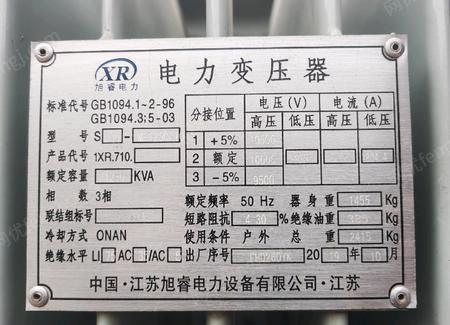 XR
旭睿电力
电力变压器
标准代号 GB1094.1~2-96
GB1094.3;5-03
型 号 S
产品代号 1XR.710.
额定容量 KVA
相 数 3相
联结组标号
冷却方式 ONAN
绝缘水平 LI AC /AC
分接位置 电压(V) 电流(A)
高压 低压 高压 低压
1 +5%
2 额定
3 -5% 9500
额定频率 50 Hz 器身重 1455 Kg
短路阻抗 4.30 % 绝缘油重 Kg
使用条件 户外 总重 2415 Kg
出厂序号 20 19 年 10 月
中国·江苏旭睿电力设备有限公司·江苏